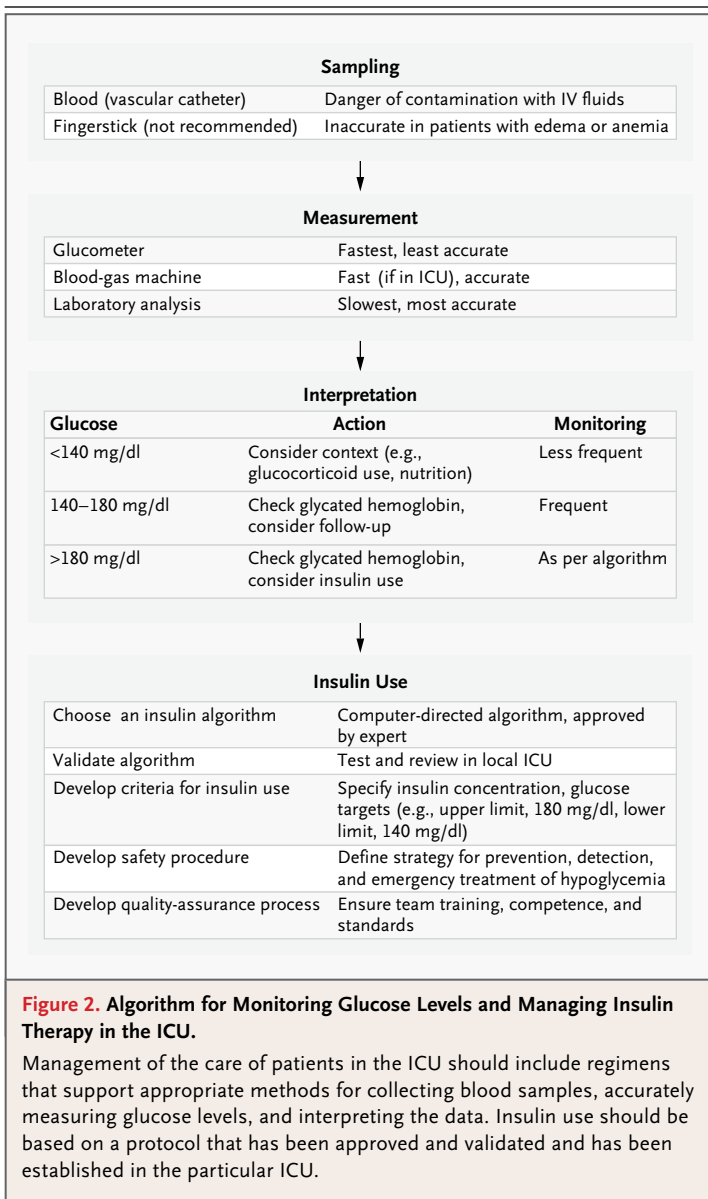 Sampling
Blood (vascular catheter) Danger of contamination with IV fluids
Fingerstick (not recommended) Inaccurate in patients with edema or anemia
Measurement
Glucometer Fastest, least accurate
Blood-gas machine Fast (if in ICU), accurate
Laboratory analysis Slowest, most accurate
Interpretation
Glucose Action Monitoring
<140 mg/dl Consider context (e.g., Less frequent
glucocorticoid use, nutrition)
140–180 mg/dl Check glycated hemoglobin, Frequent
consider follow-up
>180 mg/dl Check glycated hemoglobin, As per algorithm
consider insulin use
Insulin Use
Choose an insulin algorithm Computer-directed algorithm, approved
by expert
Validate algorithm Test and review in local ICU
Develop criteria for insulin use Specify insulin concentration, glucose
targets (e.g., upper limit, 180 mg/dl, lower
limit, 140 mg/dl)
Develop safety procedure Define strategy for prevention, detection,
and emergency treatment of hypoglycemia
Develop quality-assurance process Ensure team training, competence, and
standards
Figure 2. Algorithm for Monitoring Glucose Levels and Managing Insulin
Therapy in the ICU.
Management of the care of patients in the ICU should include regimens
that support appropriate methods for collecting blood samples, accurately
measuring glucose levels, and interpreting the data. Insulin use should be
based on a protocol that has been approved and validated and has been
established in the particular ICU.